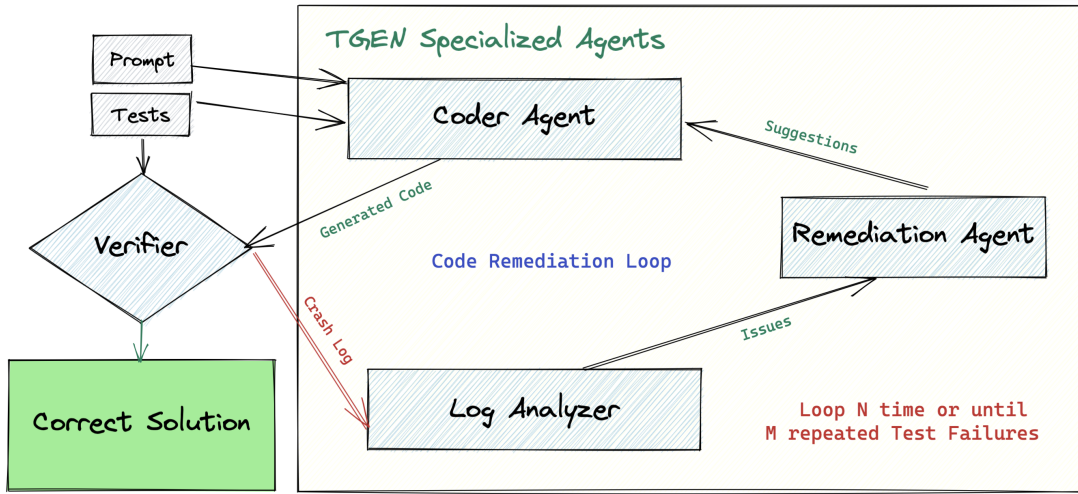 TGEN Specialized Agents
Prompt
Tests
Coder Agent
Suggestions
Generated Code
Verifier
Remediation Agent
Code Remediation Loop
Crash Log
Issues
Correct Solution
Log Analyzer
Loop N time or until
M repeated Test Failures